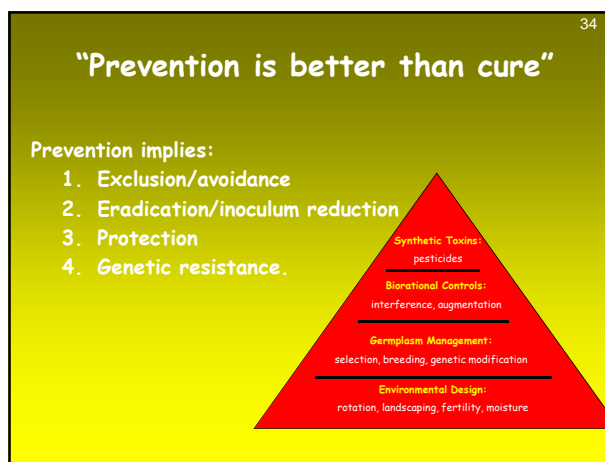 34
“Prevention is better than cure”
Prevention implies:
1. Exclusion/avoidance
2. Eradication/inoculum reduction
3. Protection
4. Genetic resistance.
Synthetic Toxins:
pesticides
Biorational Controls:
interference, augmentation
Germplasm Management:
selection, breeding, genetic modification
Environmental Design:
rotation, landscaping, fertility, moisture